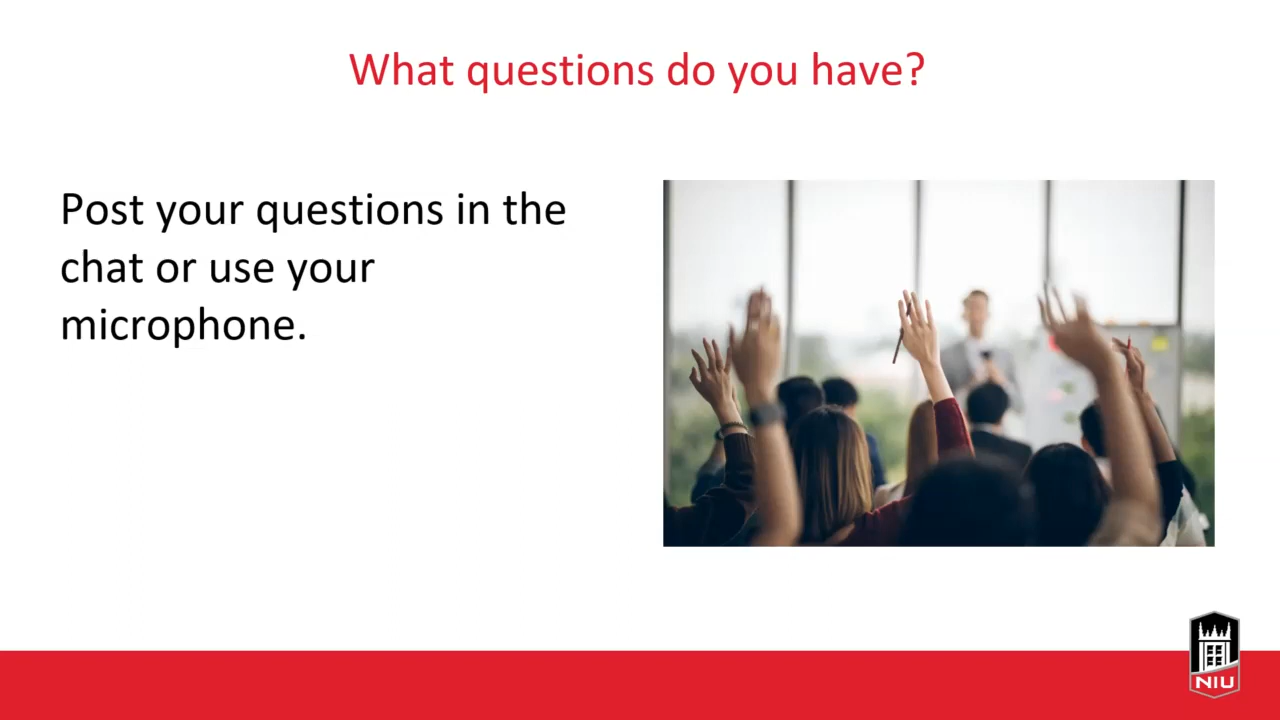 What questions do you have?
Post your questions in the
chat or use your
microphone.
NIU